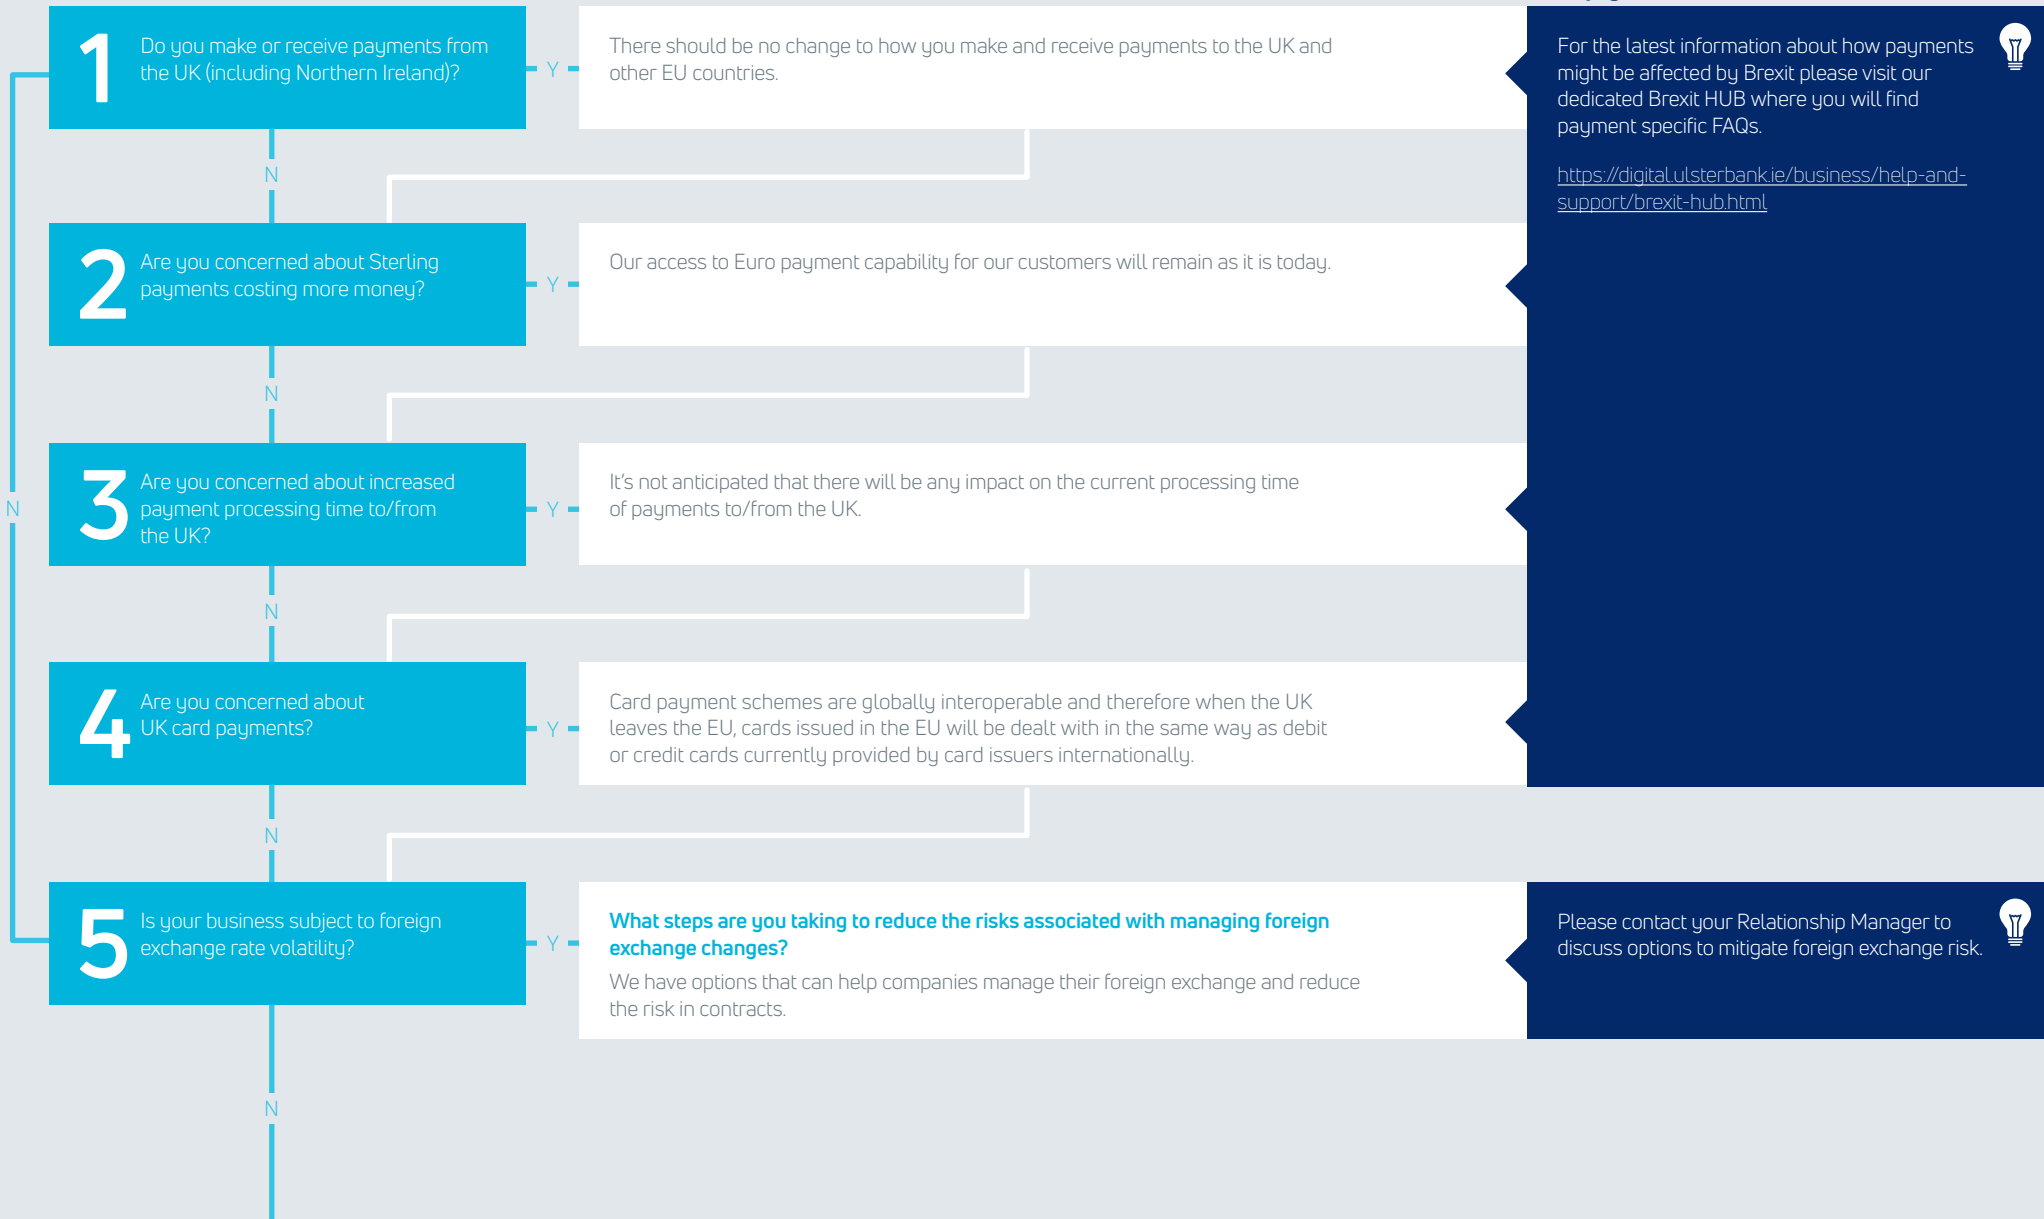 1
Do you make or receive payments from
the UK (including Northern Ireland)?
Y
There should be no change to how you make and receive payments to the UK and
other EU countries.
For the latest information about how payments
might be affected by Brexit please visit our
dedicated Brexit HUB where you will find
payment specific FAQs.
https://digital.ulsterbank.ie/business/help-and-
support/brexit-hub.html
N
2
Are you concerned about Sterling
payments costing more money?
Y
Our access to Euro payment capability for our customers will remain as it is today.
N
3
Are you concerned about increased
payment processing time to/from
the UK?
Y
It's not anticipated that there will be any impact on the current processing time
of payments to/from the UK.
N
N
4
Are you concerned about
UK card payments?
Y
Card payment schemes are globally interoperable and therefore when the UK
leaves the EU, cards issued in the EU will be dealt with in the same way as debit
or credit cards currently provided by card issuers internationally.
N
5
Is your business subject to foreign
exchange rate volatility?
Y
What steps are you taking to reduce the risks associated with managing foreign
exchange changes?
We have options that can help companies manage their foreign exchange and reduce
the risk in contracts.
Please contact your Relationship Manager to
discuss options to mitigate foreign exchange risk.
N